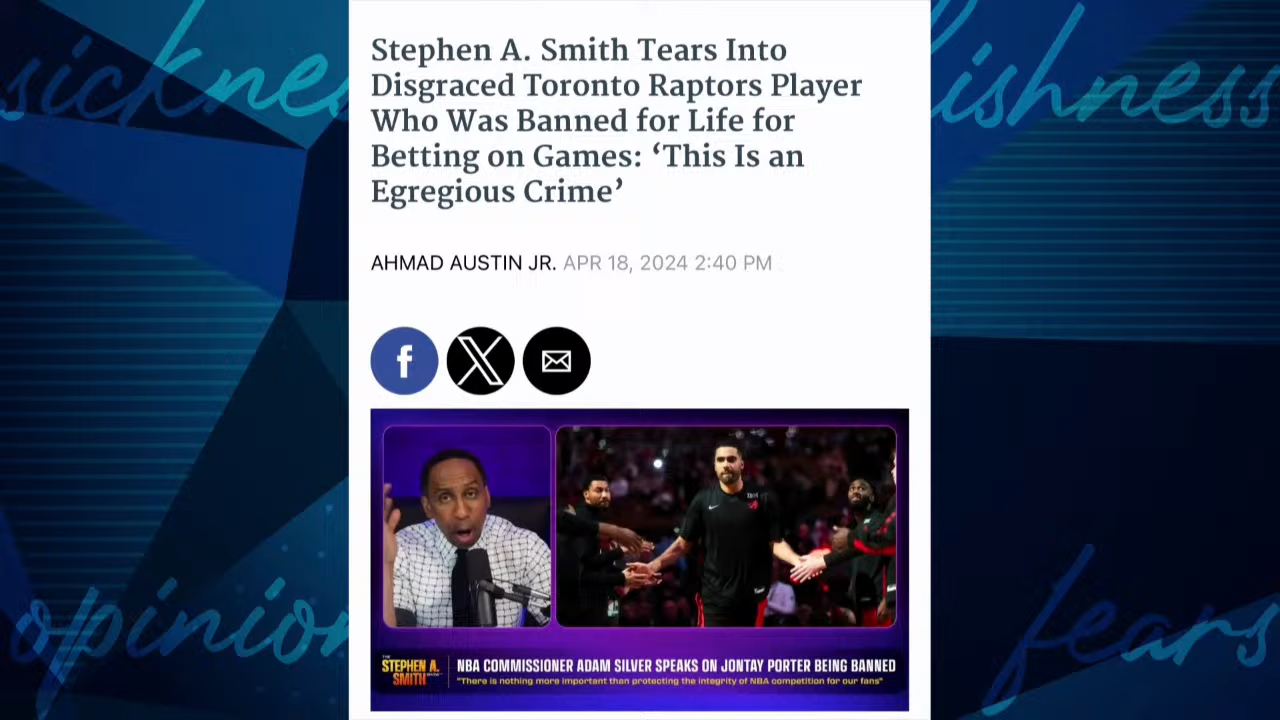 sickness
Stephen A. Smith Tears Into
Disgraced Toronto Raptors Player
Who Was Banned for Life for
Betting on Games: ‘This Is an
Egregious Crime’
AHMAD AUSTIN JR. APR 18, 2024 2:40 PM
f
X
THE
STEPHEN A.
SMITH
NBA COMMISSIONER ADAM SILVER SPEAKS ON JONTAY PORTER BEING BANNED
"There is nothing more important than protecting the integrity of NBA competition for our fans"
opinion
fears